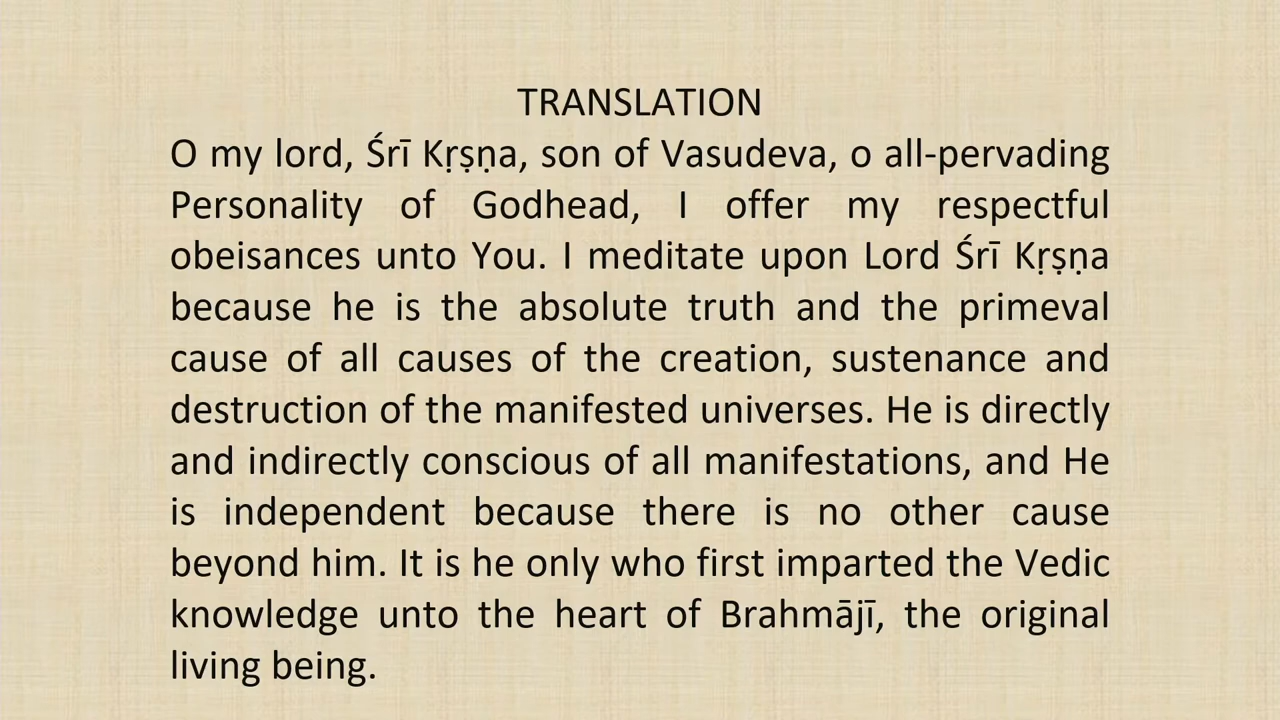 TRANSLATION
O my lord, Śrī Kṛṣṇa, son of Vasudeva, o all-pervading
Personality of Godhead, I offer my respectful
obeisances unto You. I meditate upon Lord Śrī Kṛṣṇa
because he is the absolute truth and the primeval
cause of all causes of the creation, sustenance and
destruction of the manifested universes. He is directly
and indirectly conscious of all manifestations, and He
is independent because there is no other cause
beyond him. It is he only who first imparted the Vedic
knowledge unto the heart of Brahmājī, the original
living being.